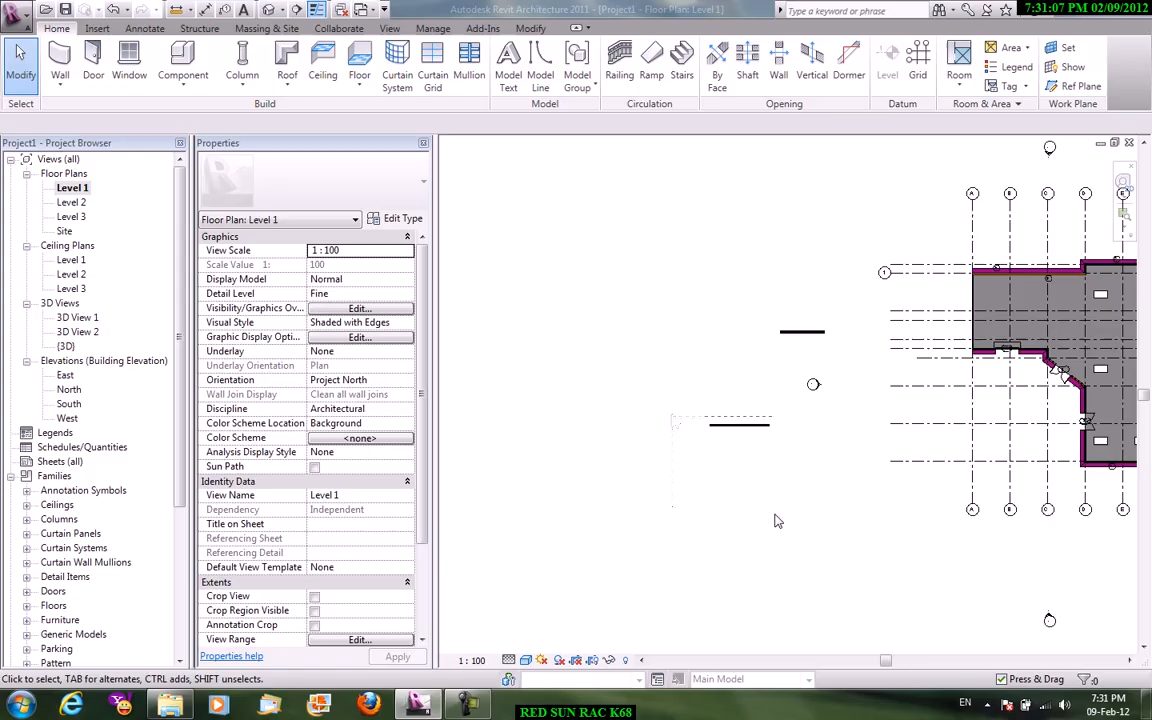 Autodesk Revit Architecture 2011 - [Project1 - Floor Plan: Level 1]
Type a keyword or phrase
7:31:07 PM 02/09/2012
Home Insert Annotate Structure Massing & Site Collaborate View Manage Add-Ins Modify
Modify Wall Door Window Component Column Roof Ceiling Floor Curtain System Curtain Grid Mullion Model Text Model Line Model Group Railing Ramp Stairs By Face Shaft Wall Vertical Dormer Level Grid Room Area Legend Tag Set Show Ref Plane
Select Build Model Circulation Opening Datum Room & Area Work Plane
Project1 - Project Browser
Views (all)
Floor Plans
Level 1
Level 2
Level 3
Site
Ceiling Plans
Level 1
Level 2
Level 3
3D Views
3D View 1
3D View 2
{3D}
Elevations (Building Elevation)
East
North
South
West
Legends
Schedules/Quantities
Sheets (all)
Families
Annotation Symbols
Ceilings
Columns
Curtain Panels
Curtain Systems
Curtain Wall Mullions
Detail Items
Doors
Floors
Furniture
Generic Models
Parking
Pattern
Properties
Floor Plan: Level 1 Edit Type
Graphics
View Scale 1 : 100
Scale Value 1: 100
Display Model Normal
Detail Level Fine
Visibility/Graphics Ov... Edit...
Visual Style Shaded with Edges
Graphic Display Opti... Edit...
Underlay None
Underlay Orientation Plan
Orientation Project North
Wall Join Display Clean all wall joins
Discipline Architectural
Color Scheme Location Background
Color Scheme <none>
Analysis Display Style None
Sun Path
Identity Data
View Name Level 1
Dependency Independent
Title on Sheet
Referencing Sheet
Referencing Detail
Default View Template None
Extents
Crop View
Crop Region Visible
Annotation Crop
View Range Edit...
Properties help Apply
A B C D E
1
A B C D E
1 : 100
Click to select, TAB for alternates, CTRL adds, SHIFT unselects.
Main Model
Press & Drag
:0
EN
7:31 PM
09-Feb-12
RED SUN RAC K68